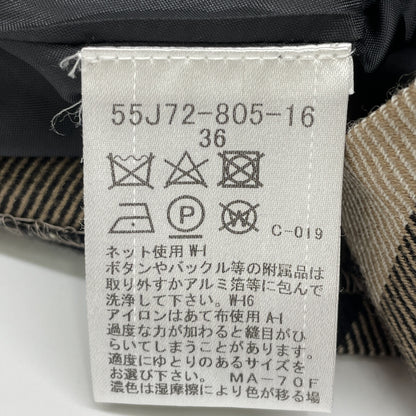 55J72-805-16
36
P W C-019
ネット使用 W-1
ボタンやバックル等の附属品は
取り外すかアルミ箔等に包んで
洗浄して下さい。W-16
アイロンはあて布使用 A-1
過度な力が加わると縫目がひ
らいてしまうことがあります。
適度にゆとりのあるサイズを
お選び下さい。 MA-70F
濃色は湿摩擦により色が移る場